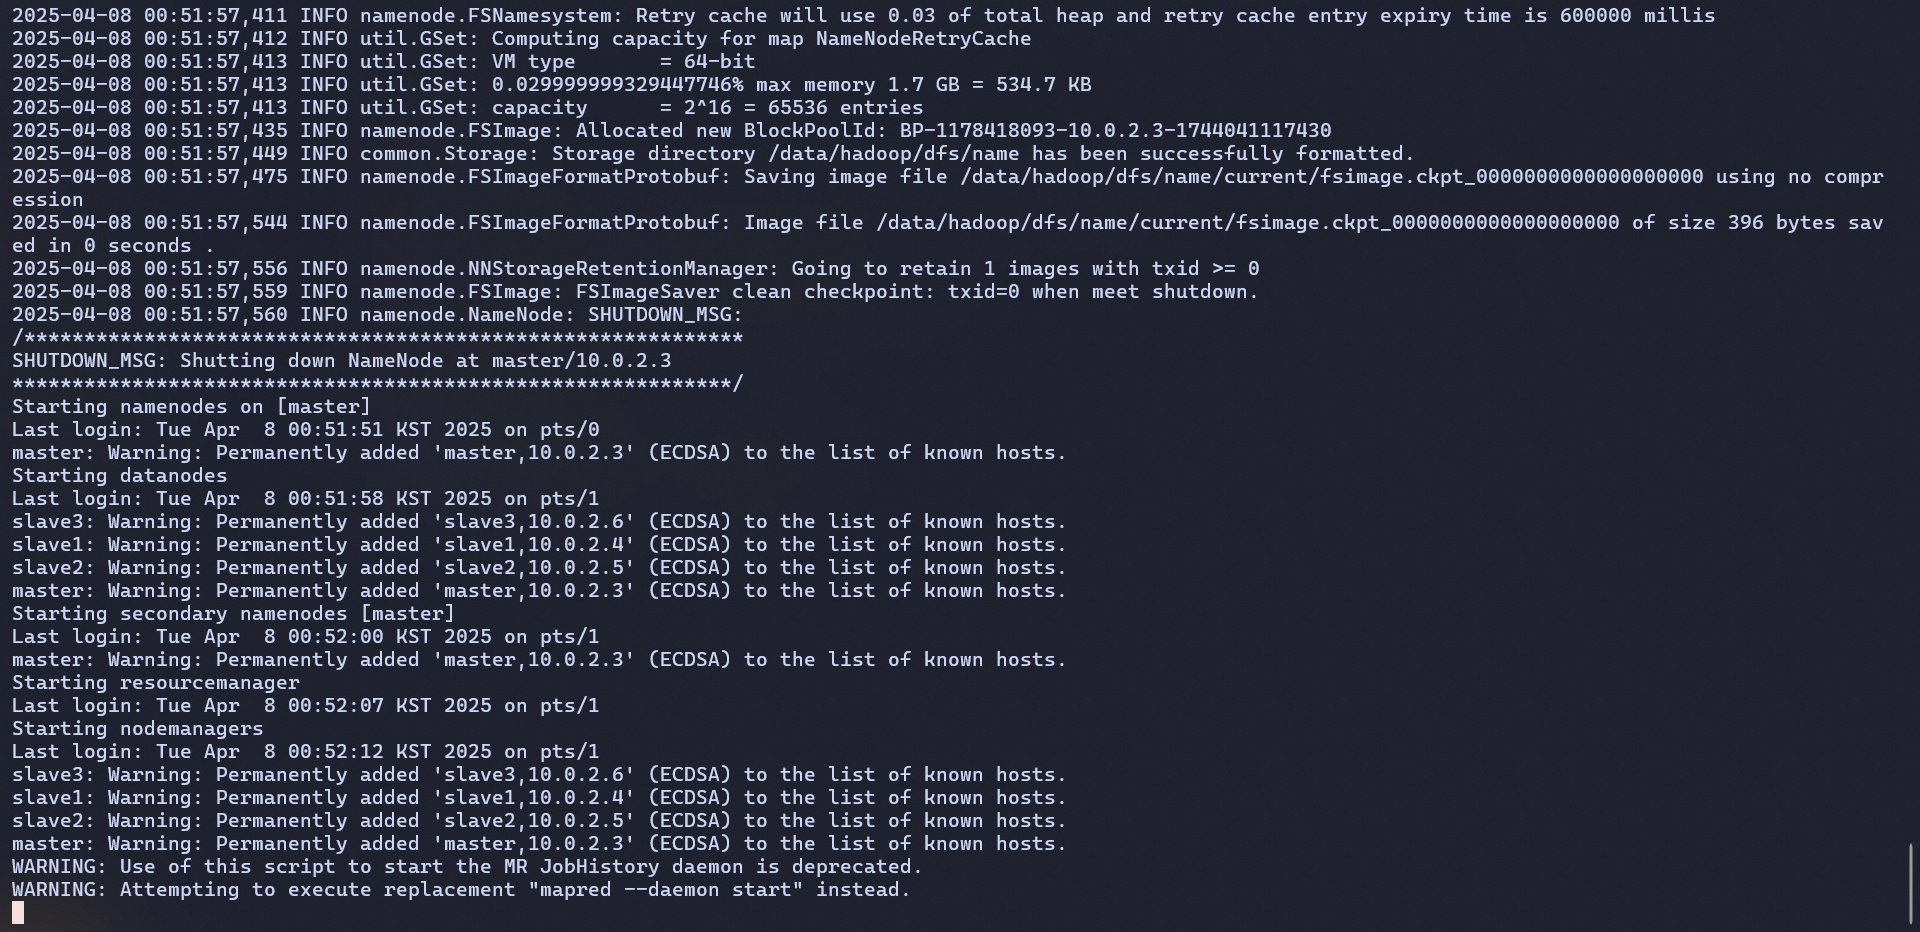 2025-04-08 00:51:57,411 INFO namenode.FSNamesystem: Retry cache will use 0.03 of total heap and retry cache entry expiry time is 600000 millis
2025-04-08 00:51:57,412 INFO util.GSet: Computing capacity for map NameNodeRetryCache
2025-04-08 00:51:57,413 INFO util.GSet: VM type       = 64-bit
2025-04-08 00:51:57,413 INFO util.GSet: 0.029999999329447746% max memory 1.7 GB = 534.7 KB
2025-04-08 00:51:57,413 INFO util.GSet: capacity      = 2^16 = 65536 entries
2025-04-08 00:51:57,435 INFO namenode.FSImage: Allocated new BlockPoolId: BP-1178418093-10.0.2.3-1744041117430
2025-04-08 00:51:57,449 INFO common.Storage: Storage directory /data/hadoop/dfs/name has been successfully formatted.
2025-04-08 00:51:57,475 INFO namenode.FSImageFormatProtobuf: Saving image file /data/hadoop/dfs/name/current/fsimage.ckpt_0000000000000000000 using no compr
ession
2025-04-08 00:51:57,544 INFO namenode.FSImageFormatProtobuf: Image file /data/hadoop/dfs/name/current/fsimage.ckpt_0000000000000000000 of size 396 bytes sav
ed in 0 seconds .
2025-04-08 00:51:57,556 INFO namenode.NNStorageRetentionManager: Going to retain 1 images with txid >= 0
2025-04-08 00:51:57,559 INFO namenode.FSImage: FSImageSaver clean checkpoint: txid=0 when meet shutdown.
2025-04-08 00:51:57,560 INFO namenode.NameNode: SHUTDOWN_MSG:
/************************************************************
SHUTDOWN_MSG: Shutting down NameNode at master/10.0.2.3
************************************************************/
Starting namenodes on [master]
Last login: Tue Apr  8 00:51:51 KST 2025 on pts/0
master: Warning: Permanently added 'master,10.0.2.3' (ECDSA) to the list of known hosts.
Starting datanodes
Last login: Tue Apr  8 00:51:58 KST 2025 on pts/1
slave3: Warning: Permanently added 'slave3,10.0.2.6' (ECDSA) to the list of known hosts.
slave1: Warning: Permanently added 'slave1,10.0.2.4' (ECDSA) to the list of known hosts.
slave2: Warning: Permanently added 'slave2,10.0.2.5' (ECDSA) to the list of known hosts.
master: Warning: Permanently added 'master,10.0.2.3' (ECDSA) to the list of known hosts.
Starting secondary namenodes [master]
Last login: Tue Apr  8 00:52:00 KST 2025 on pts/1
master: Warning: Permanently added 'master,10.0.2.3' (ECDSA) to the list of known hosts.
Starting resourcemanager
Last login: Tue Apr  8 00:52:07 KST 2025 on pts/1
Starting nodemanagers
Last login: Tue Apr  8 00:52:12 KST 2025 on pts/1
slave3: Warning: Permanently added 'slave3,10.0.2.6' (ECDSA) to the list of known hosts.
slave1: Warning: Permanently added 'slave1,10.0.2.4' (ECDSA) to the list of known hosts.
slave2: Warning: Permanently added 'slave2,10.0.2.5' (ECDSA) to the list of known hosts.
master: Warning: Permanently added 'master,10.0.2.3' (ECDSA) to the list of known hosts.
WARNING: Use of this script to start the MR JobHistory daemon is deprecated.
WARNING: Attempting to execute replacement "mapred --daemon start" instead.